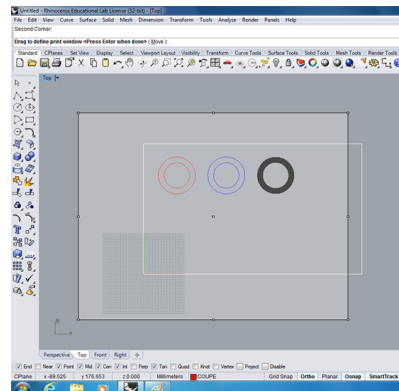 Untitled - Rhinoceros Educational Lab License (32-bit) - [Top]
File Edit View Curve Surface Solid Mesh Dimension Transform Tools Analyze Render Panels Help
Second Corner:
Drag to define print window <Press Enter when done> ( Move ):
Standard CPlanes Set View Display Select Viewport Layout Visibility Transform Curve Tools Surface Tools Solid Tools Mesh Tools Render Tools
Top
Perspective Top Front Right
End Near Point Mid Cen Int Perp Tan Quad Knot Vertex Project Disable
CPlane x -89.525 y 176.653 z 0.000 Millimeters COUPE Grid Snap Ortho Planar Osnap SmartTrack